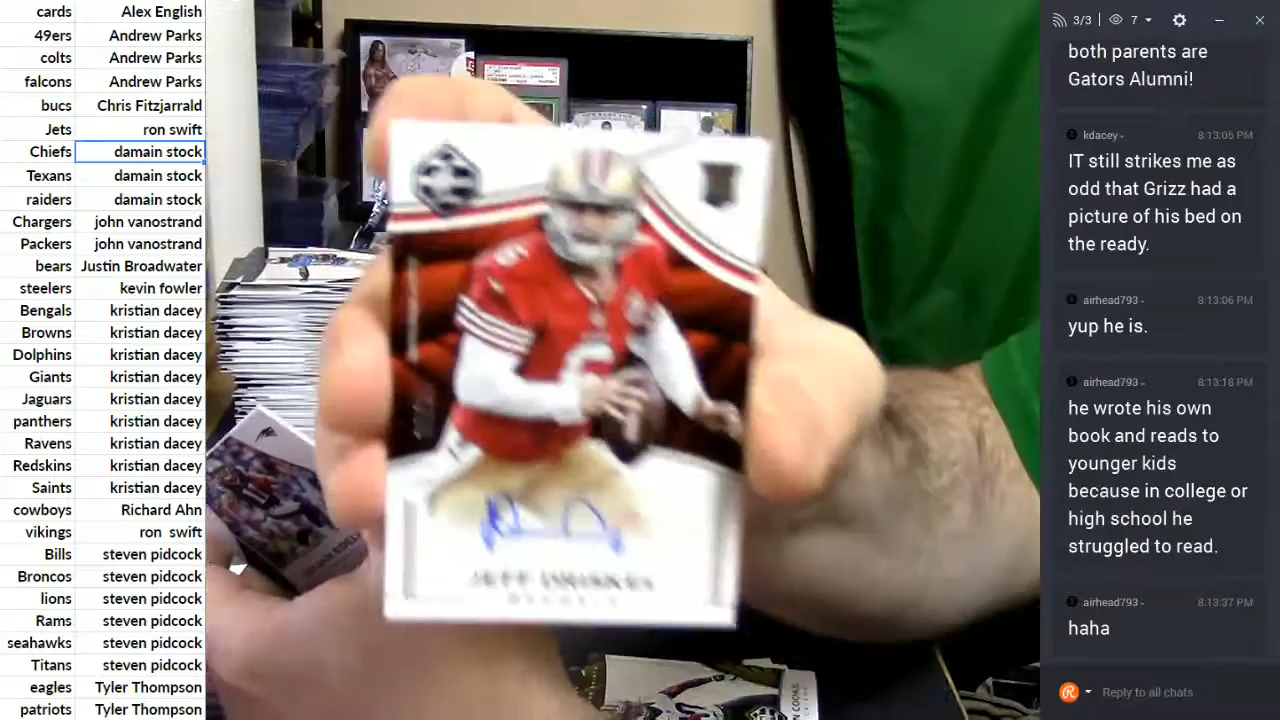 cards Alex English
49ers Andrew Parks
colts Andrew Parks
falcons Andrew Parks
bucs Chris Fitzjarrald
Jets ron swift
Chiefs damain stock
Texans damain stock
raiders damain stock
Chargers john vanostrand
Packers john vanostrand
bears Justin Broadwater
steelers kevin fowler
Bengals kristian dacey
Browns kristian dacey
Dolphins kristian dacey
Giants kristian dacey
Jaguars kristian dacey
panthers kristian dacey
Ravens kristian dacey
Redskins kristian dacey
Saints kristian dacey
cowboys Richard Ahn
vikings ron swift
Bills steven pidcock
Broncos steven pidcock
lions steven pidcock
Rams steven pidcock
seahawks steven pidcock
Titans steven pidcock
eagles Tyler Thompson
patriots Tyler Thompson
JEFF DRISKEL
3/3 7
both parents are
Gators Alumni!
kdacey - 8:13:05 PM
IT still strikes me as
odd that Grizz had a
picture of his bed on
the ready.
airhead793 - 8:13:06 PM
yup he is.
airhead793 - 8:13:18 PM
he wrote his own
book and reads to
younger kids
because in college or
high school he
struggled to read.
airhead793 - 8:13:37 PM
haha
Reply to all chats